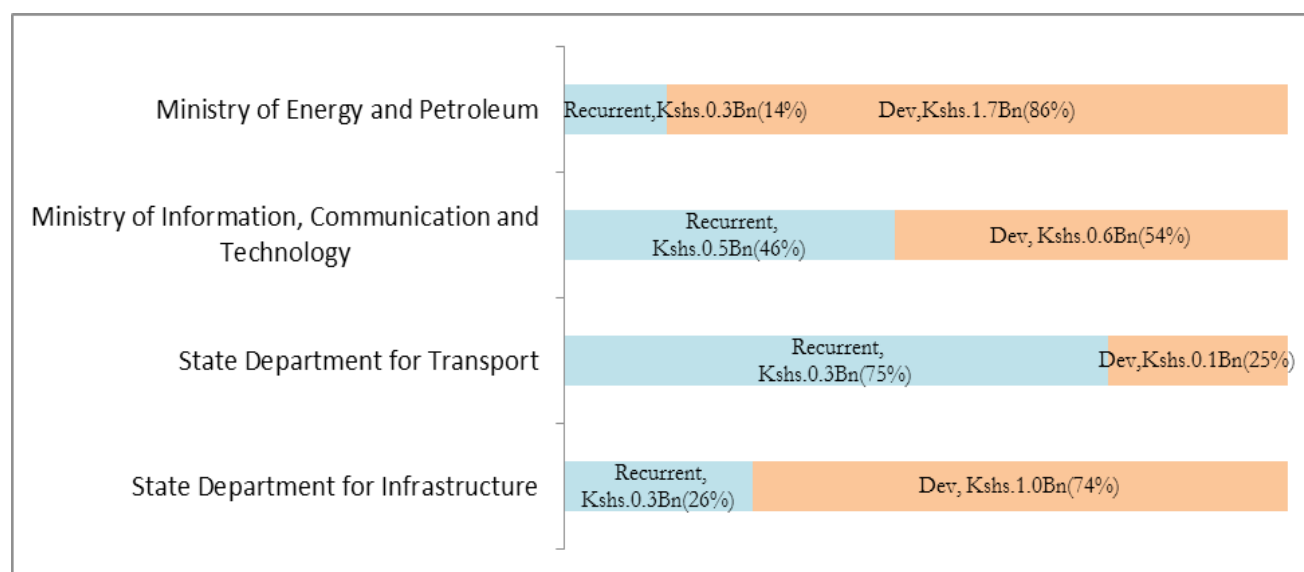 Ministry of Energy and Petroleum
Recurrent,Kshs.0.3Bn(14%)
Dev,Kshs.1.7Bn(86%)
Ministry of Information, Communication and
Technology
Recurrent,
Kshs.0.5Bn(46%)
Dev, Kshs.0.6Bn(54%)
State Department for Transport
Recurrent,
Kshs.0.3Bn(75%)
Dev,Kshs.0.1Bn(25%)
State Department for Infrastructure
Recurrent,
Kshs.0.3Bn(26%)
Dev, Kshs.1.0Bn(74%)